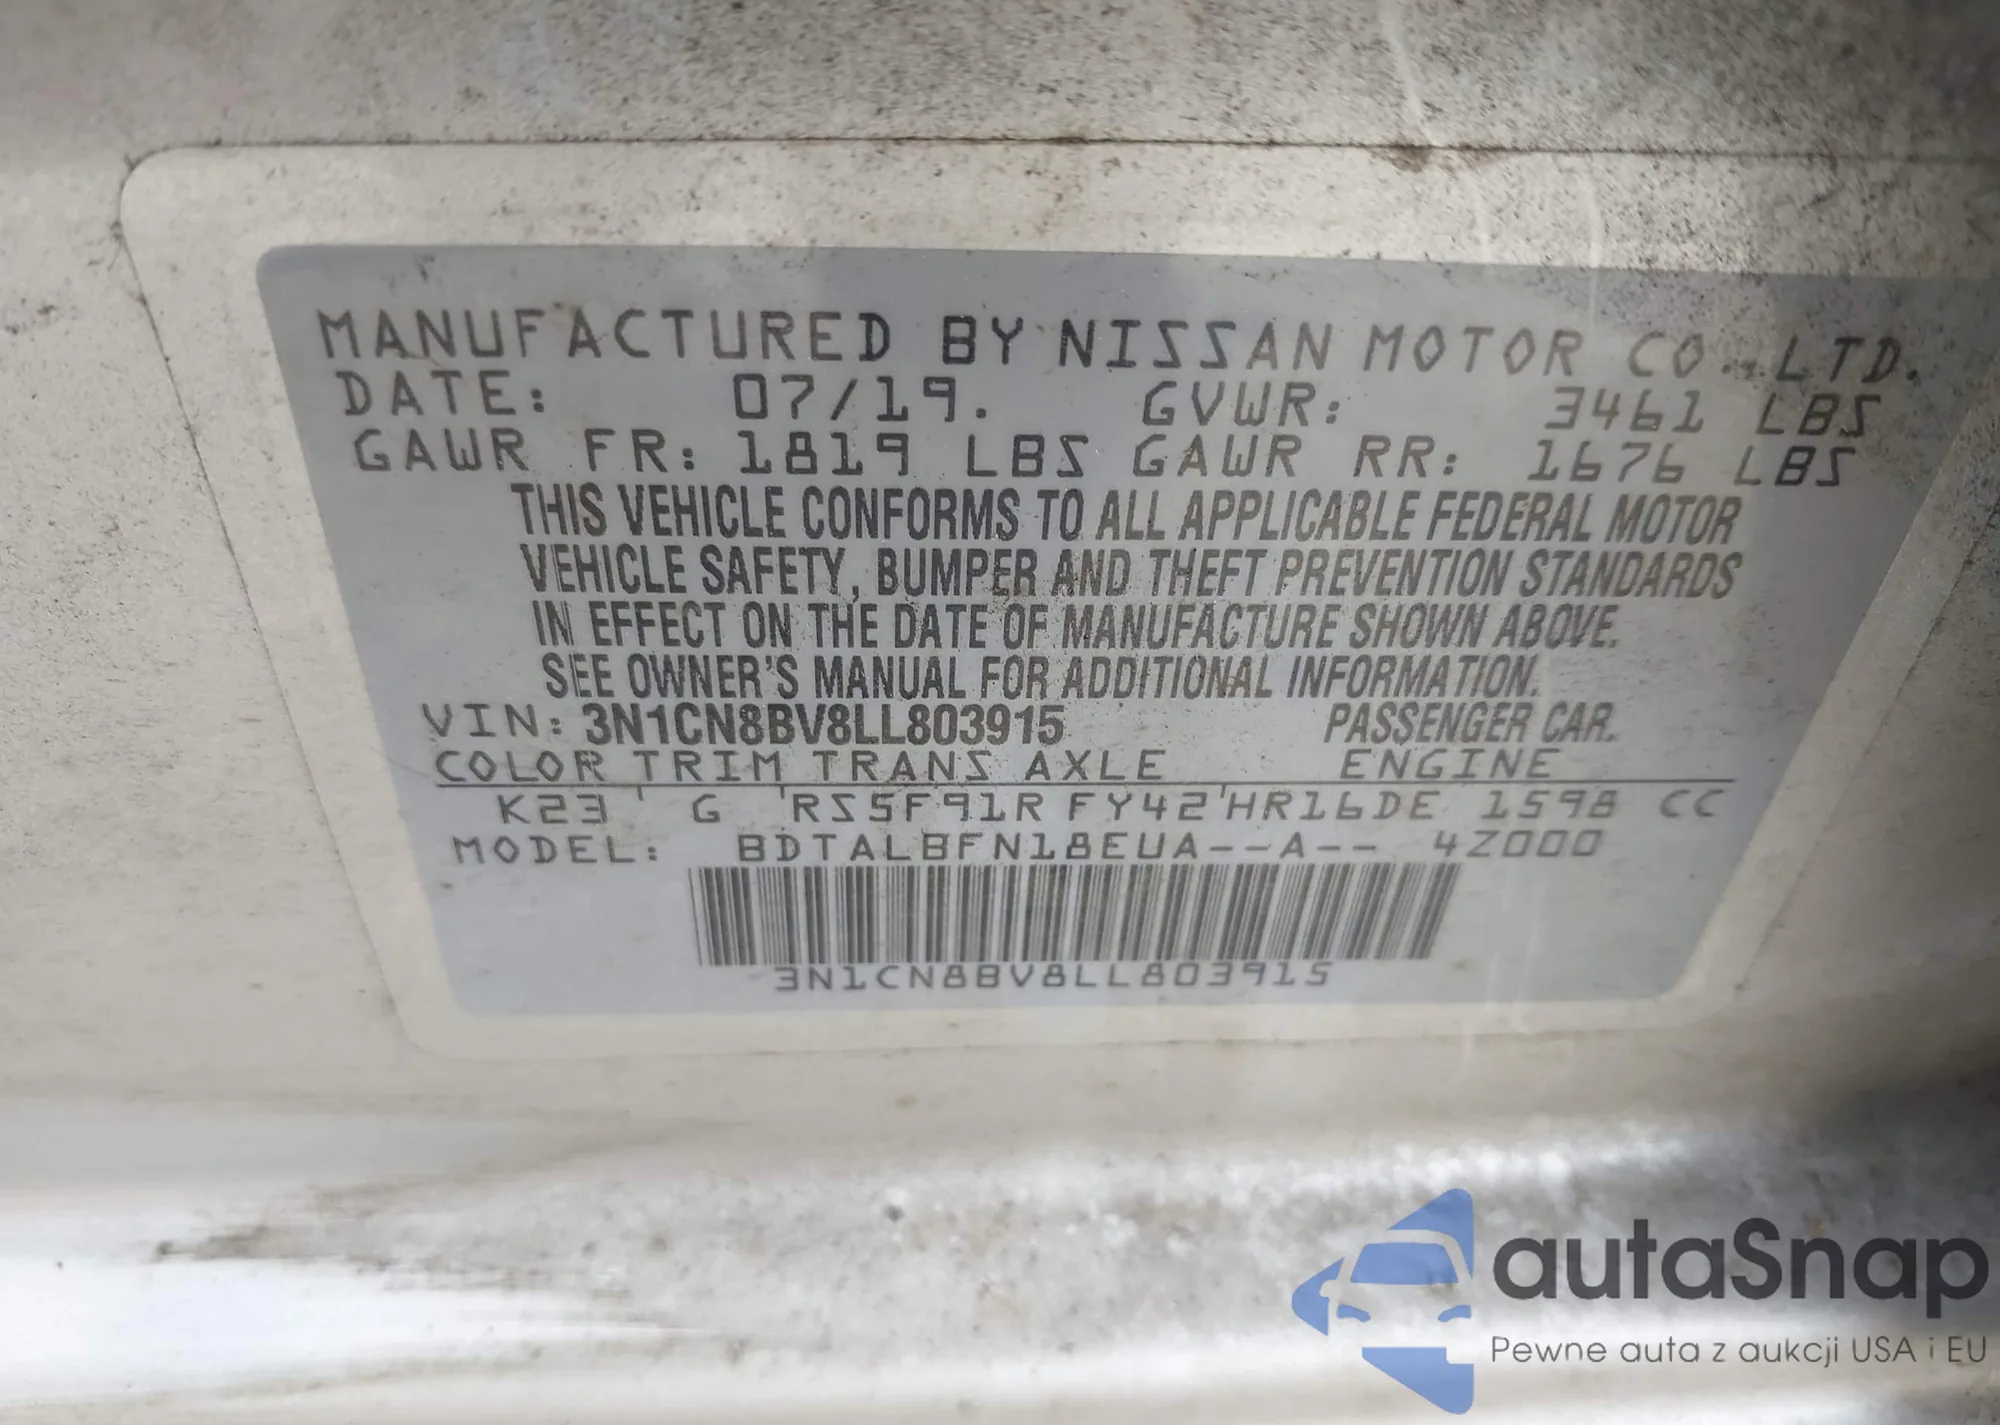 MANUFACTURED BY NISSAN MOTOR CO., LTD.
DATE: 07/19. GVWR: 3461 LBS
GAWR FR: 1819 LBS GAWR RR: 1676 LBS
THIS VEHICLE CONFORMS TO ALL APPLICABLE FEDERAL MOTOR
VEHICLE SAFETY, BUMPER AND THEFT PREVENTION STANDARDS
IN EFFECT ON THE DATE OF MANUFACTURE SHOWN ABOVE.
SEE OWNER'S MANUAL FOR ADDITIONAL INFORMATION.
VIN: 3N1CN8BV8LL803915 PASSENGER CAR.
COLOR TRIM TRANS AXLE ENGINE
K23 ' G 'RS5F91R FY42'HR16DE 1598 CC
MODEL: BDTALBFN18EUA--A-- 4Z000
3N1CN8BV8LL803915
autaSnap
Pewne auta z aukcji USA i EU